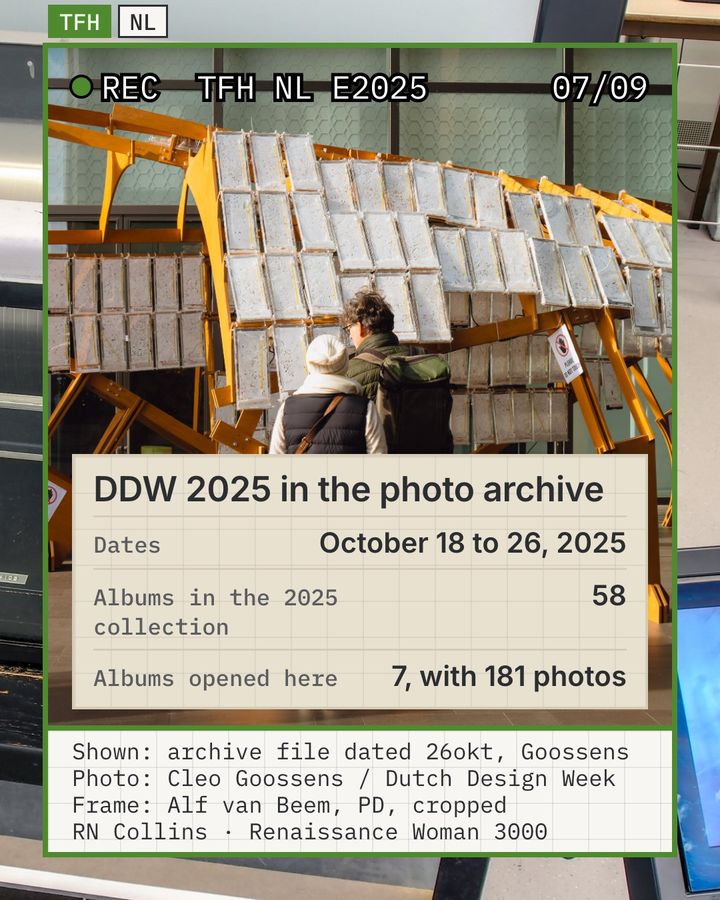 TFH NL
REC TFH NL E2025 07/09
DDW 2025 in the photo archive
Dates October 18 to 26, 2025
Albums in the 2025 collection 58
Albums opened here 7, with 181 photos
Shown: archive file dated 26okt, Goossens
Photo: Cleo Goossens / Dutch Design Week
Frame: Alf van Beem, PD, cropped
RN Collins · Renaissance Woman 3000